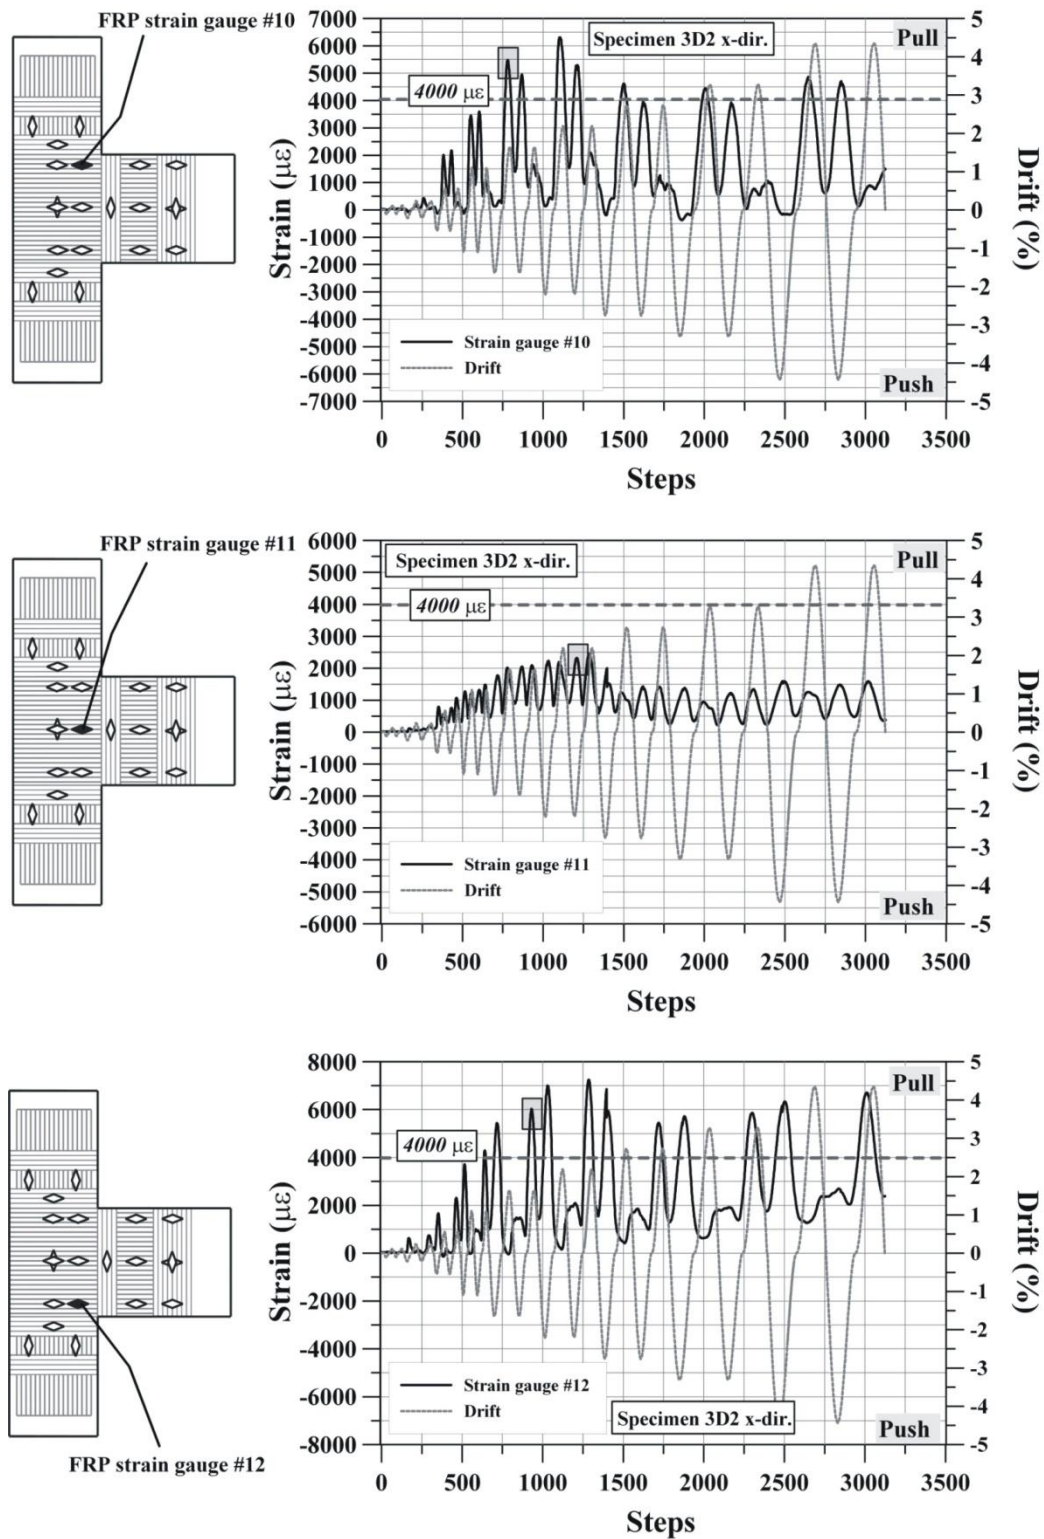 FRP strain gauge #10
7000
6000
5000
4000
3000
2000
1000
0
-1000
-2000
-3000
-4000
-5000
-6000
-7000
Strain (με)
Specimen 3D2 x-dir.
Pull
4000 με
Strain gauge #10
Drift
Push
5
4
3
2
1
0
-1
-2
-3
-4
-5
Drift (%)
0 500 1000 1500 2000 2500 3000 3500
Steps
FRP strain gauge #11
6000
5000
4000
3000
2000
1000
0
-1000
-2000
-3000
-4000
-5000
-6000
Strain (με)
Specimen 3D2 x-dir.
Pull
4000 με
Strain gauge #11
Drift
Push
5
4
3
2
1
0
-1
-2
-3
-4
-5
Drift (%)
0 500 1000 1500 2000 2500 3000 3500
Steps
FRP strain gauge #12
8000
6000
4000
2000
0
-2000
-4000
-6000
-8000
Strain (με)
Pull
4000 με
Strain gauge #12
Drift
Specimen 3D2 x-dir.
Push
5
4
3
2
1
0
-1
-2
-3
-4
-5
Drift (%)
0 500 1000 1500 2000 2500 3000 3500
Steps